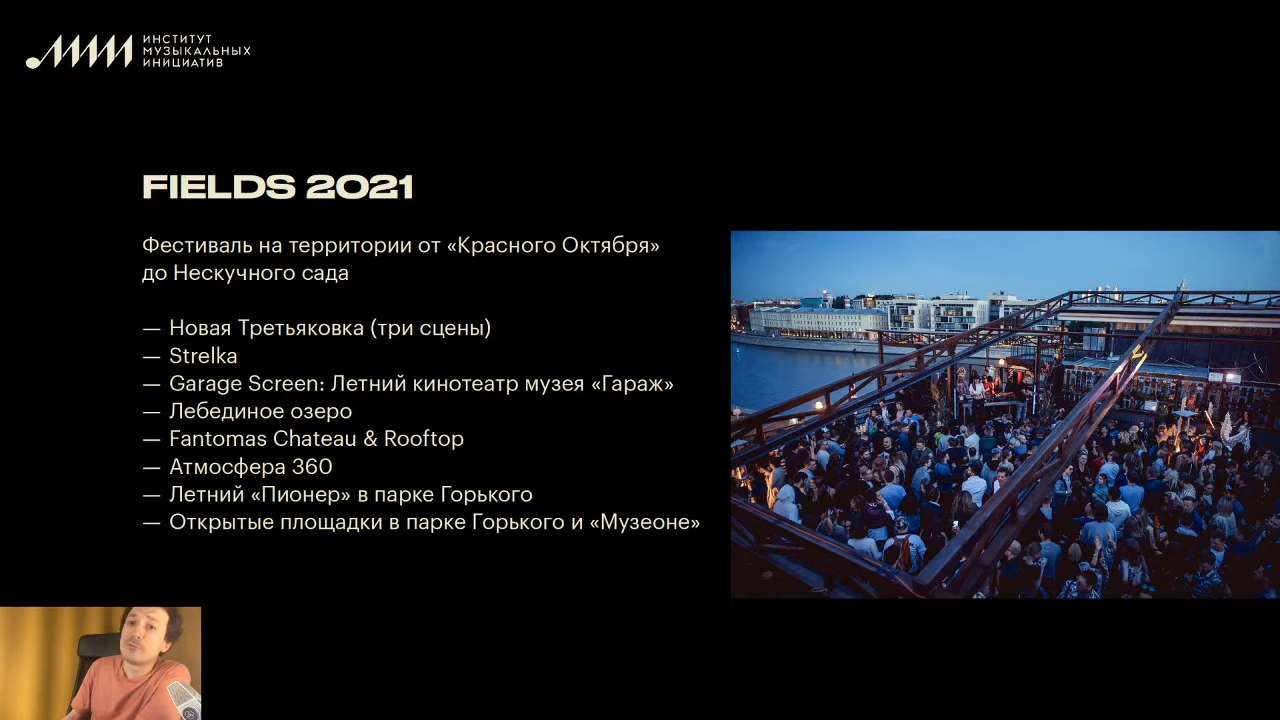 ИНСТИТУТ
МУЗЫКАЛЬНЫХ
ИНИЦИАТИВ
FIELDS 2021
Фестиваль на территории от «Красного Октября»
до Нескучного сада
— Новая Третьяковка (три сцены)
— Strelka
— Garage Screen: Летний кинотеатр музея «Гараж»
— Лебединое озеро
— Fantomas Chateau & Rooftop
— Атмосфера 360
— Летний «Пионер» в парке Горького
— Открытые площадки в парке Горького и «Музеоне»